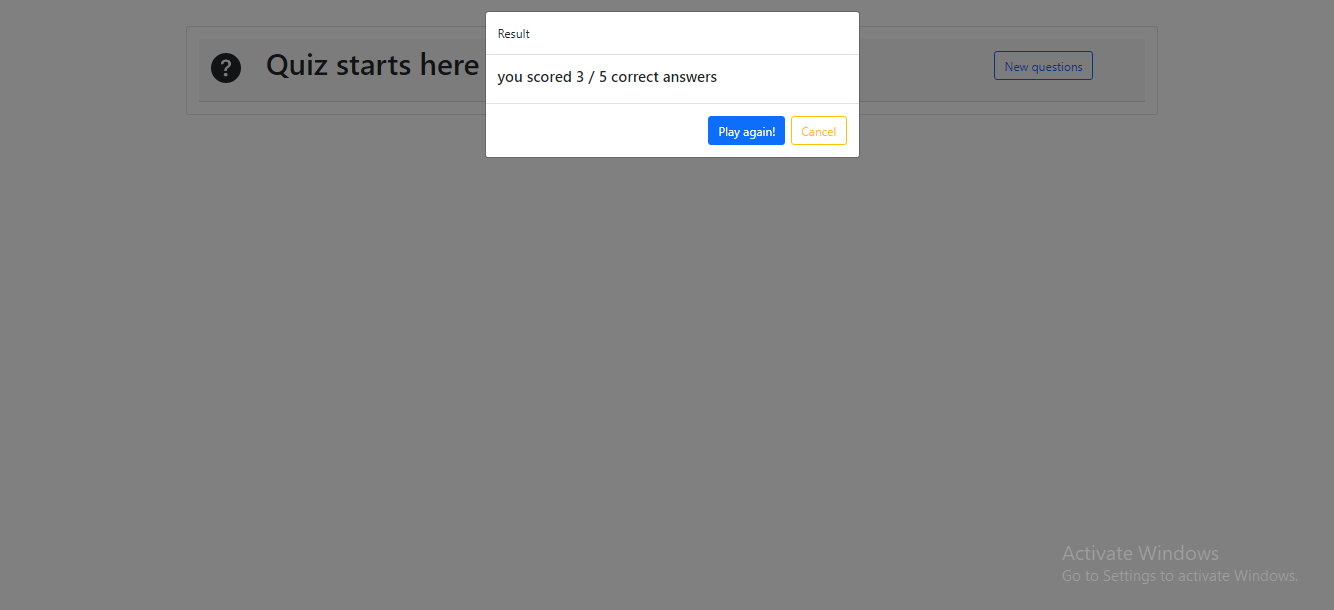 Result
?
Quiz starts here
New questions
you scored 3 / 5 correct answers
Play again!
Cancel
Activate Windows
Go to Settings to activate Windows.